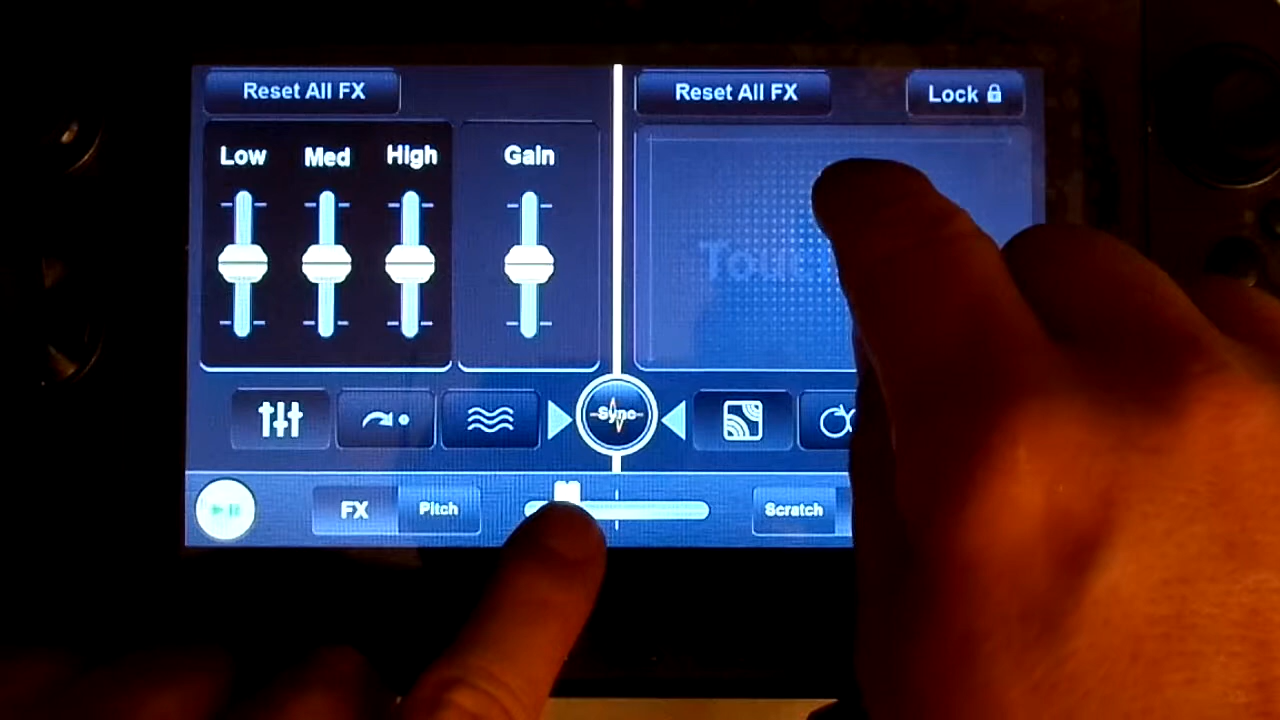 Reset All FX
Reset All FX
Lock
Low Med High Gain
Sync
FX Pitch
Scratch